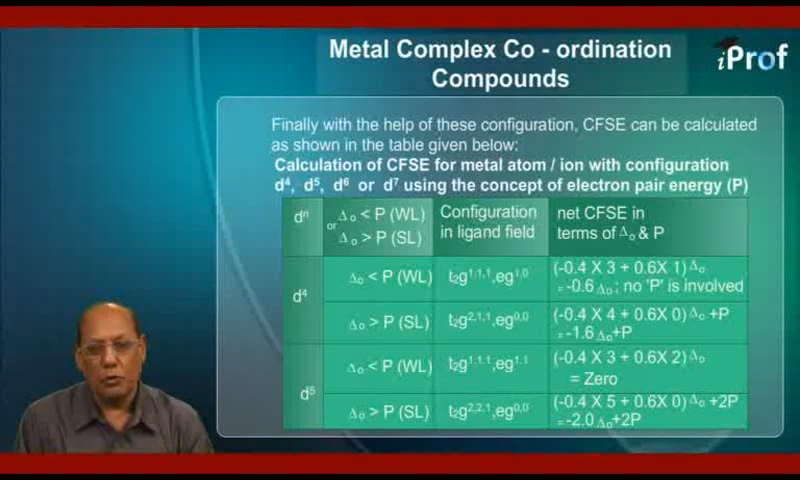 Metal Complex Co - ordination
Compounds
iProf
Finally with the help of these configuration, CFSE can be calculated
as shown in the table given below:
Calculation of CFSE for metal atom / ion with configuration
d⁴, d⁵, d⁶ or d⁷ using the concept of electron pair energy (P)
dⁿ
Δₒ < P (WL)
or
Δₒ > P (SL)
Configuration
in ligand field
net CFSE in
terms of Δₒ & P
d⁴
Δₒ < P (WL)
t₂g¹·¹·¹,eg¹·⁰
(-0.4 X 3 + 0.6X 1) Δₒ
= -0.6 Δₒ ; no 'P' is involved
Δₒ > P (SL)
t₂g²·¹·¹,eg⁰·⁰
(-0.4 X 4 + 0.6X 0) Δₒ +P
= -1.6 Δₒ+P
d⁵
Δₒ < P (WL)
t₂g¹·¹·¹,eg¹·¹
(-0.4 X 3 + 0.6X 2) Δₒ
= Zero
Δₒ > P (SL)
t₂g²·²·¹,eg⁰·⁰
(-0.4 X 5 + 0.6X 0) Δₒ +2P
= -2.0 Δₒ+2P